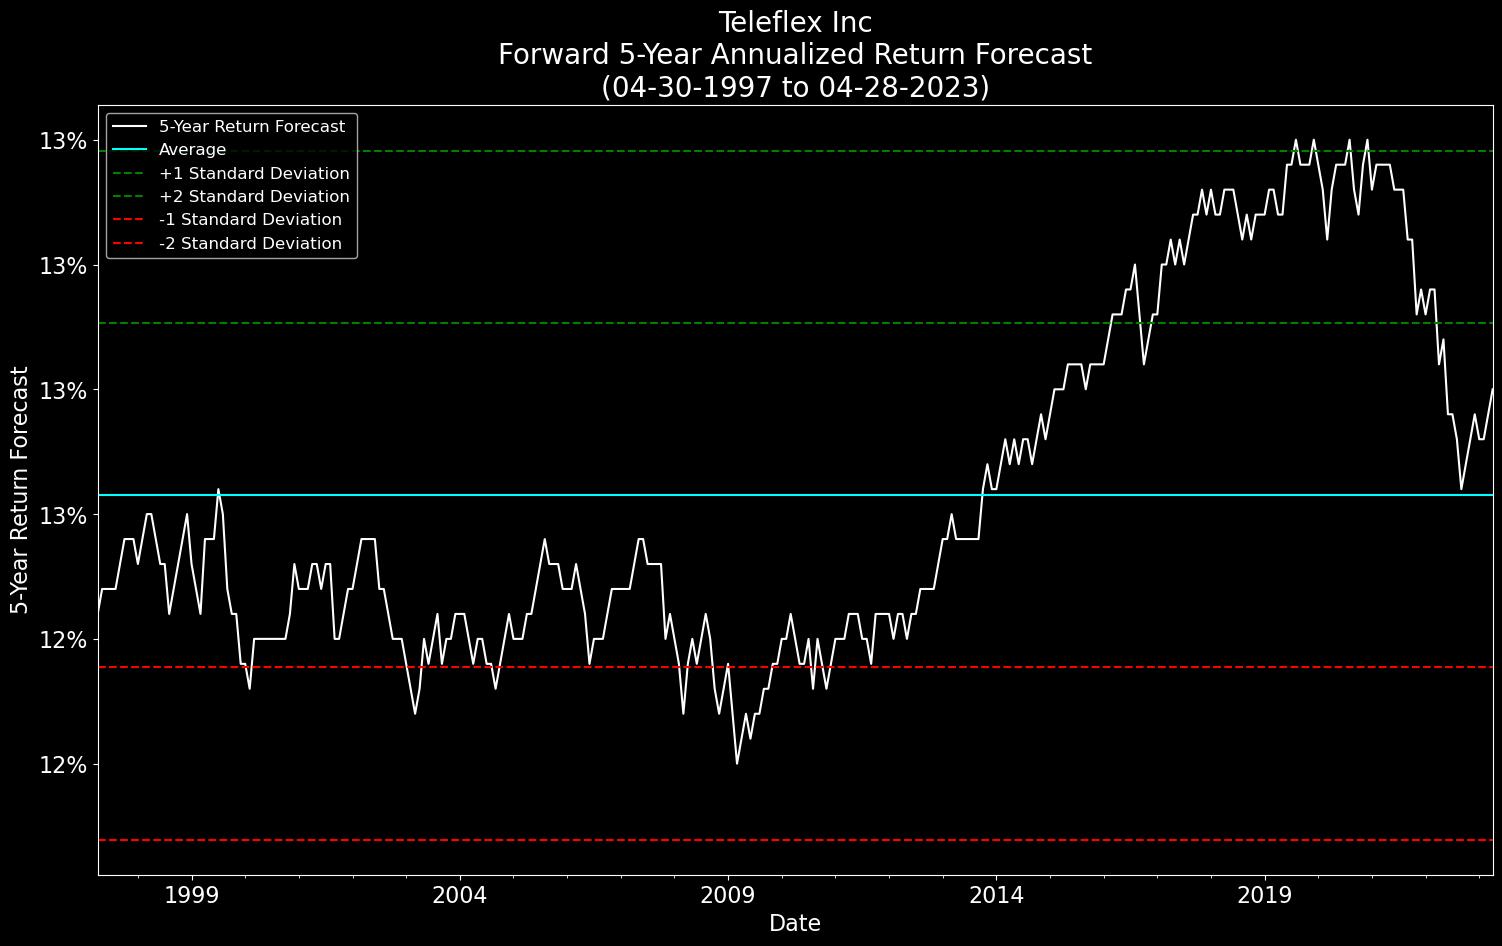 Teleflex Inc
Forward 5-Year Annualized Return Forecast
(04-30-1997 to 04-28-2023)
5-Year Return Forecast
Average
+1 Standard Deviation
+2 Standard Deviation
-1 Standard Deviation
-2 Standard Deviation
13%
13%
13%
13%
12%
12%
5-Year Return Forecast
1999 2004 2009 2014 2019
Date